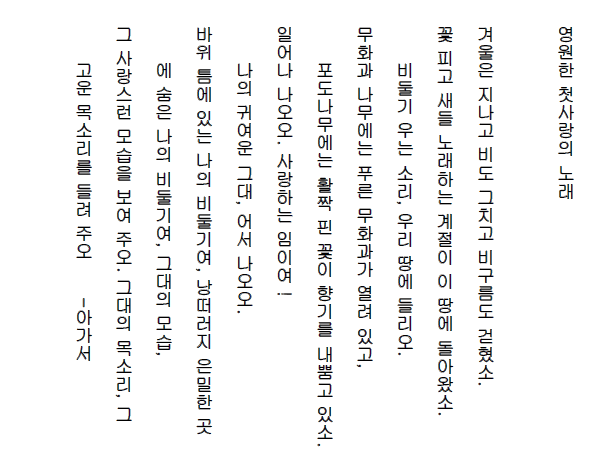 영원한 첫사랑의 노래
겨울은 지나고 비도 그치고 비구름도 걷혔소.
꽃 피고 새들 노래하는 계절이 이 땅에 돌아왔소.
비둘기 우는 소리, 우리 땅에 들리오.
무화과 나무에는 푸른 무화과가 열려 있고,
포도나무에는 활짝 핀 꽃이 향기를 내뿜고 있소.
일어나 나오오. 사랑하는 임이여!
나의 귀여운 그대, 어서 나오오.
바위 틈에 있는 나의 비둘기여, 낭떠러지 은밀한 곳
에 숨은 나의 비둘기여, 그대의 모습,
그 사랑스런 모습을 보여 주오. 그대의 목소리, 그
고운 목소리를 들려 주오 -아가서